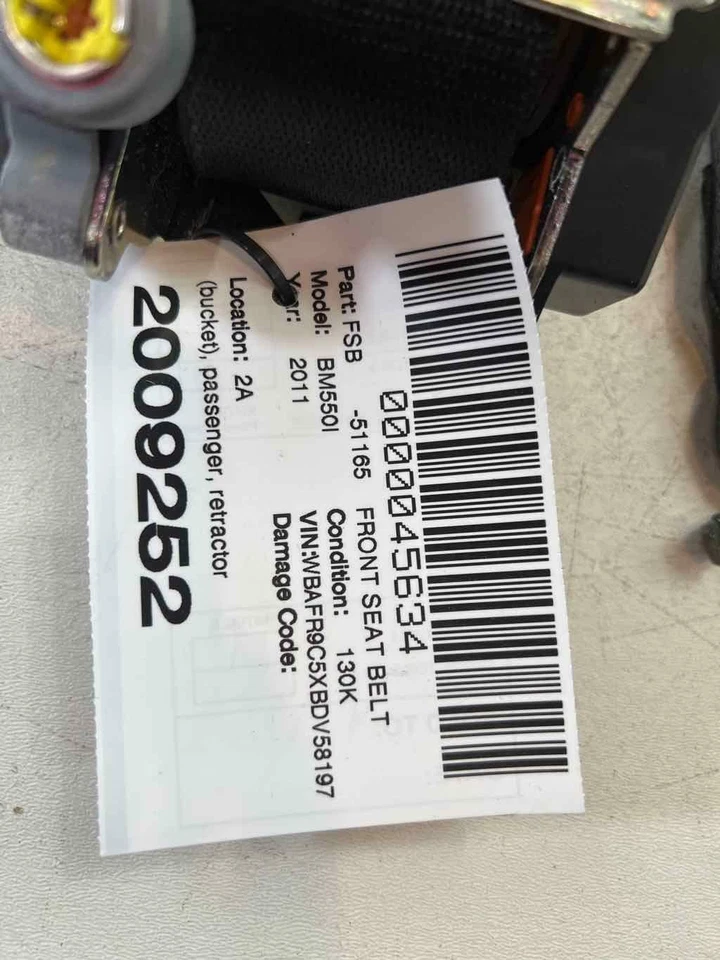 0000045634
Part: FSB -51165 FRONT SEAT BELT
Model: BM550I Condition: 130K
Year: 2011 VIN:WBAFR9C5XBDV58197
Damage Code:
Location: 2A
(bucket), passenger, retractor
2009252